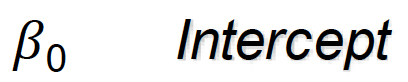 β₀ Intercept